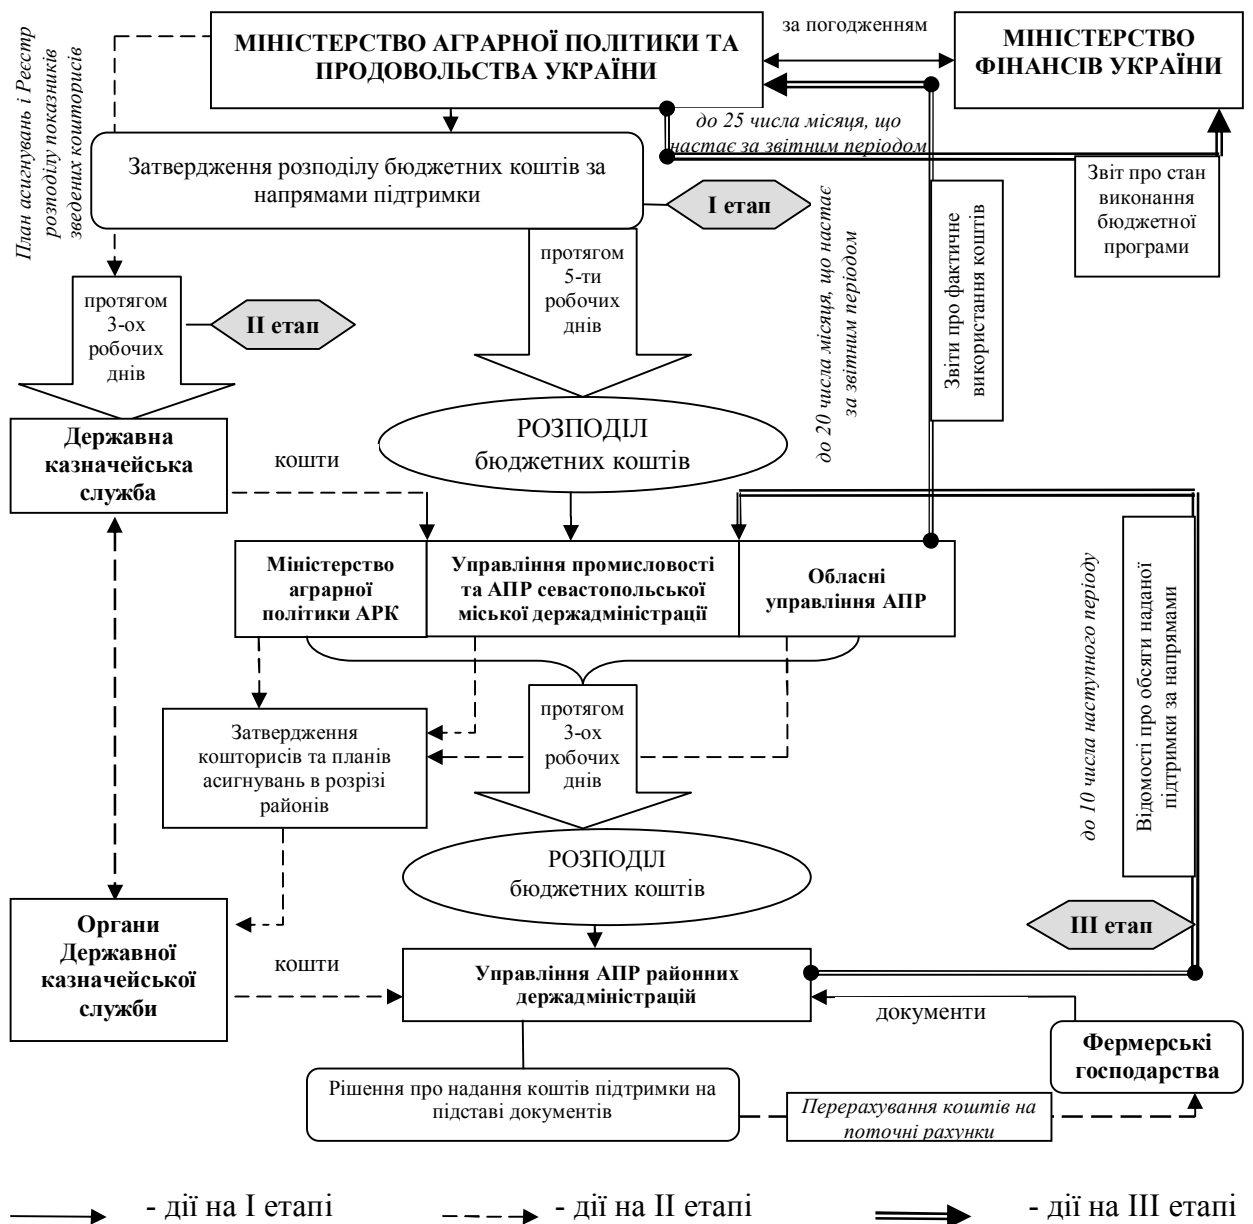 МІНІСТЕРСТВО АГРАРНОЇ ПОЛІТИКИ ТА
ПРОДОВОЛЬСТВА УКРАЇНИ
за погодженням
МІНІСТЕРСТВО
ФІНАНСІВ УКРАЇНИ
План асигнувань і Реєстр
розподілу показників
зведених кошторисів
до 25 числа місяця, що
настає за звітним періодом
Затвердження розподілу бюджетних коштів за
напрямами підтримки
І етап
Звіт про стан
виконання
бюджетної
програми
протягом
3-ох
робочих
днів
ІІ етап
протягом
5-ти
робочих
днів
до 20 числа місяця, що настає
за звітним періодом
Звіти про фактичне
використання коштів
Державна
казначейська
служба
кошти
РОЗПОДІЛ
бюджетних коштів
Міністерство
аграрної
політики АРК
Управління промисловості
та АПР севастопольської
міської держадміністрації
Обласні
управління АПР
до 10 числа наступного періоду
Відомості про обсяги наданої
підтримки за напрямами
Затвердження
кошторисів та планів
асигнувань в розрізі
районів
протягом
3-ох
робочих
днів
РОЗПОДІЛ
бюджетних коштів
ІІІ етап
Органи
Державної
казначейської
служби
кошти
Управління АПР районних
держадміністрацій
документи
Фермерські
господарства
Рішення про надання коштів підтримки на
підставі документів
Перерахування коштів на
поточні рахунки
- дії на І етапі
- дії на ІІ етапі
- дії на ІІІ етапі